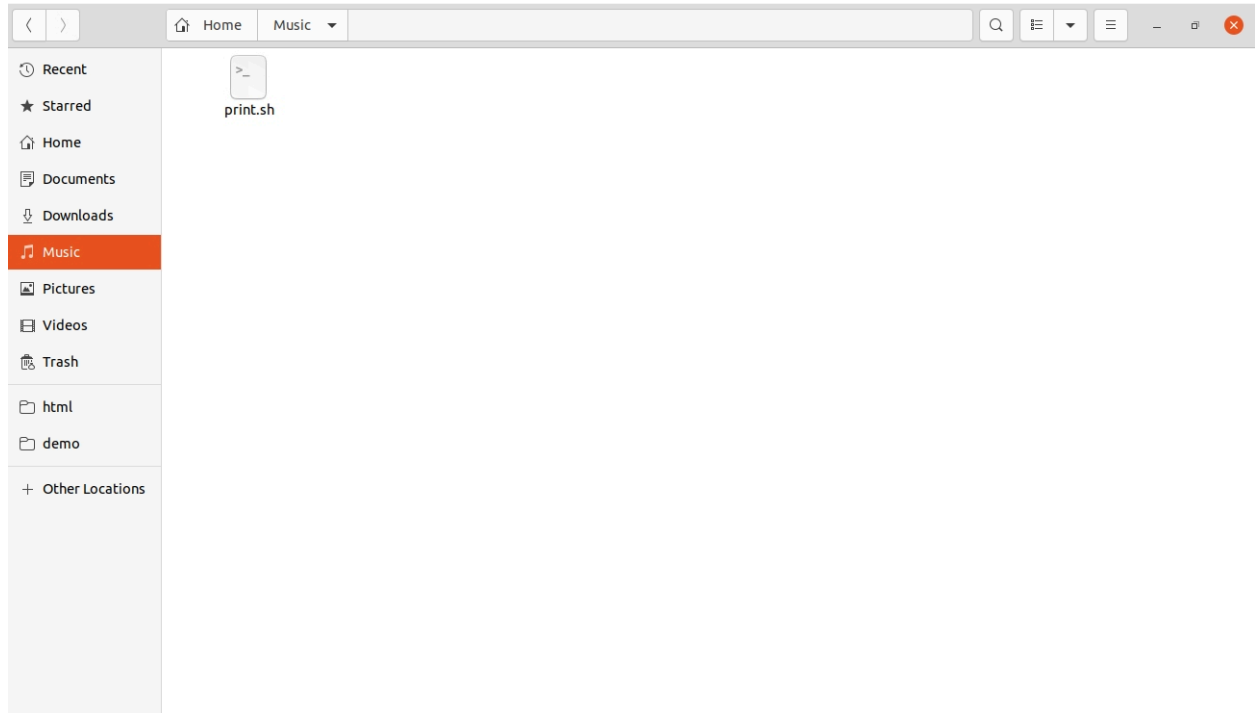 Home Music
Recent
Starred
Home
Documents
Downloads
Music
Pictures
Videos
Trash
html
demo
+ Other Locations
>_
print.sh